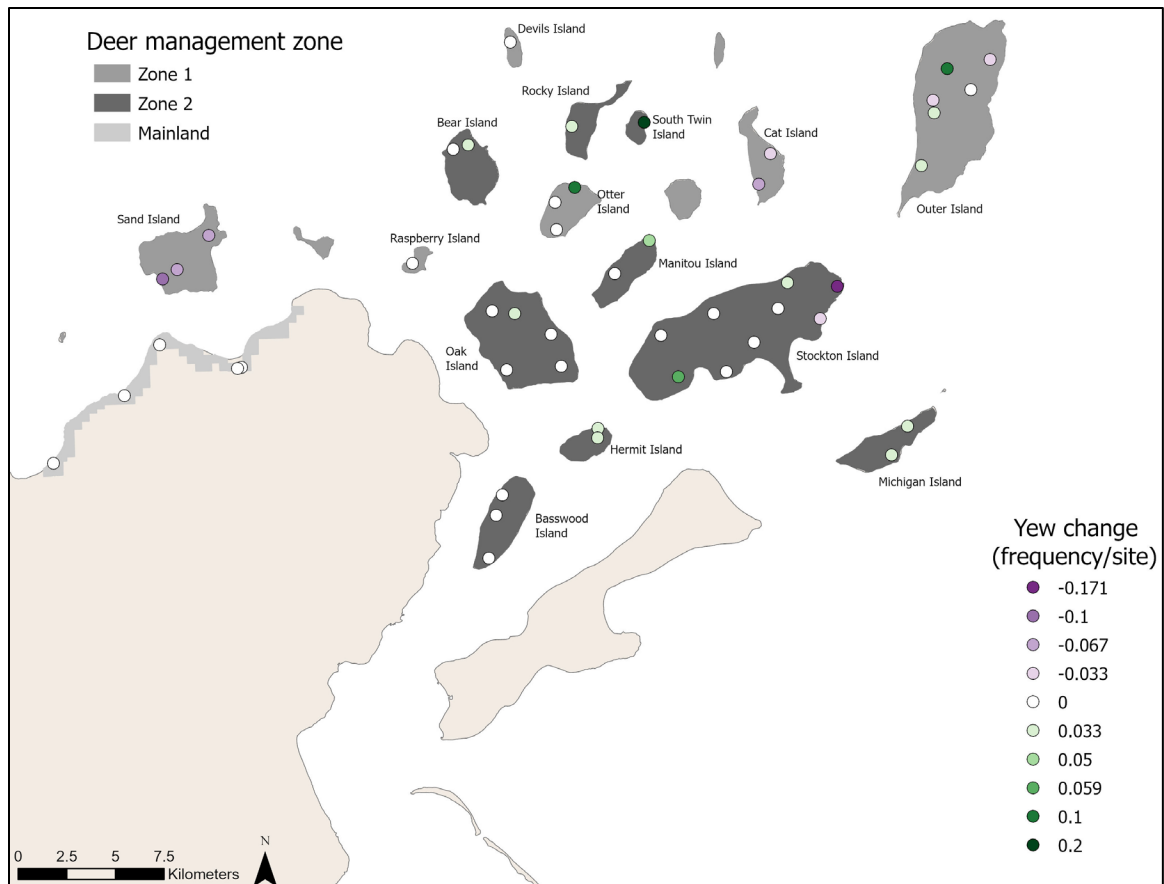 Deer management zone
Zone 1
Zone 2
Mainland
Devils Island
Rocky Island
South Twin
Island
Bear Island
Cat Island
Otter
Island
Outer Island
Sand Island
Raspberry Island
Manitou Island
Oak
Island
Stockton Island
Hermit Island
Michigan Island
Basswood
Island
Yew change
(frequency/site)
-0.171
-0.1
-0.067
-0.033
0
0.033
0.05
0.059
0.1
0.2
0 2.5 5 7.5
Kilometers
N